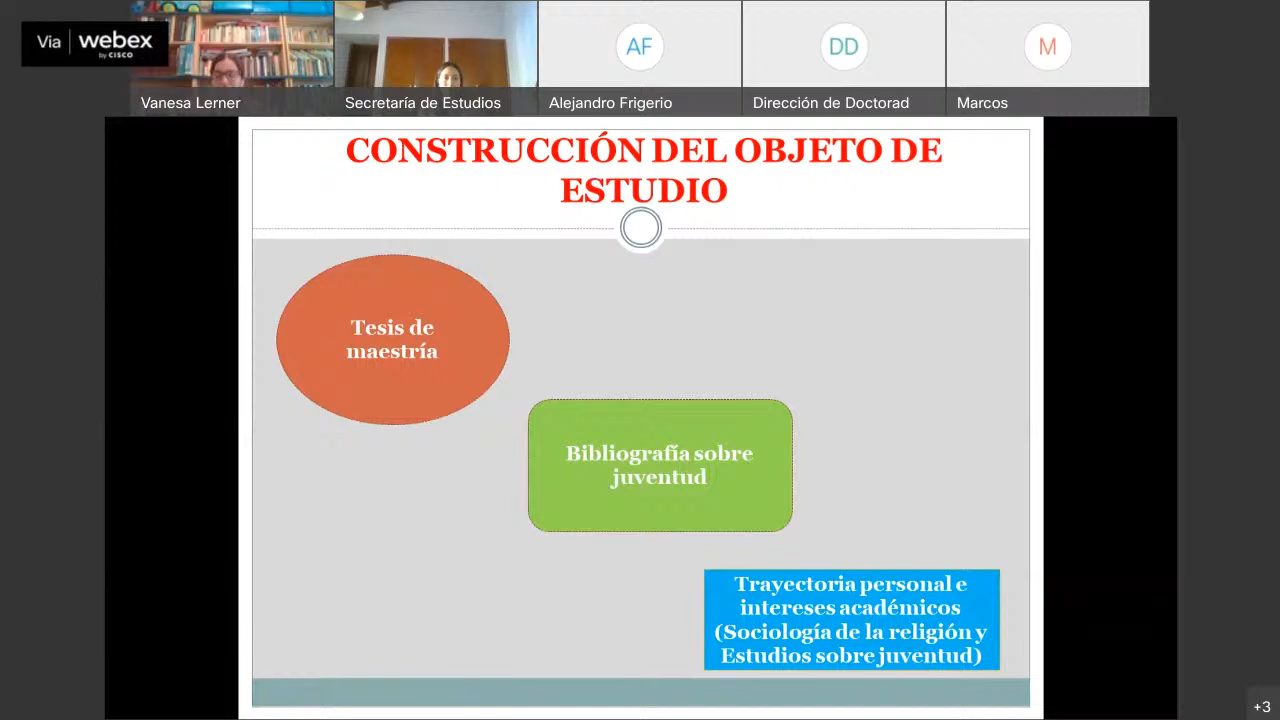 Via webex
by CISCO
AF
DD
M
Vanesa Lerner
Secretaría de Estudios
Alejandro Frigerio
Dirección de Doctorad
Marcos
CONSTRUCCIÓN DEL OBJETO DE
ESTUDIO
Tesis de
maestría
Bibliografía sobre
juventud
Trayectoria personal e
intereses académicos
(Sociología de la religión y
Estudios sobre juventud)
+3